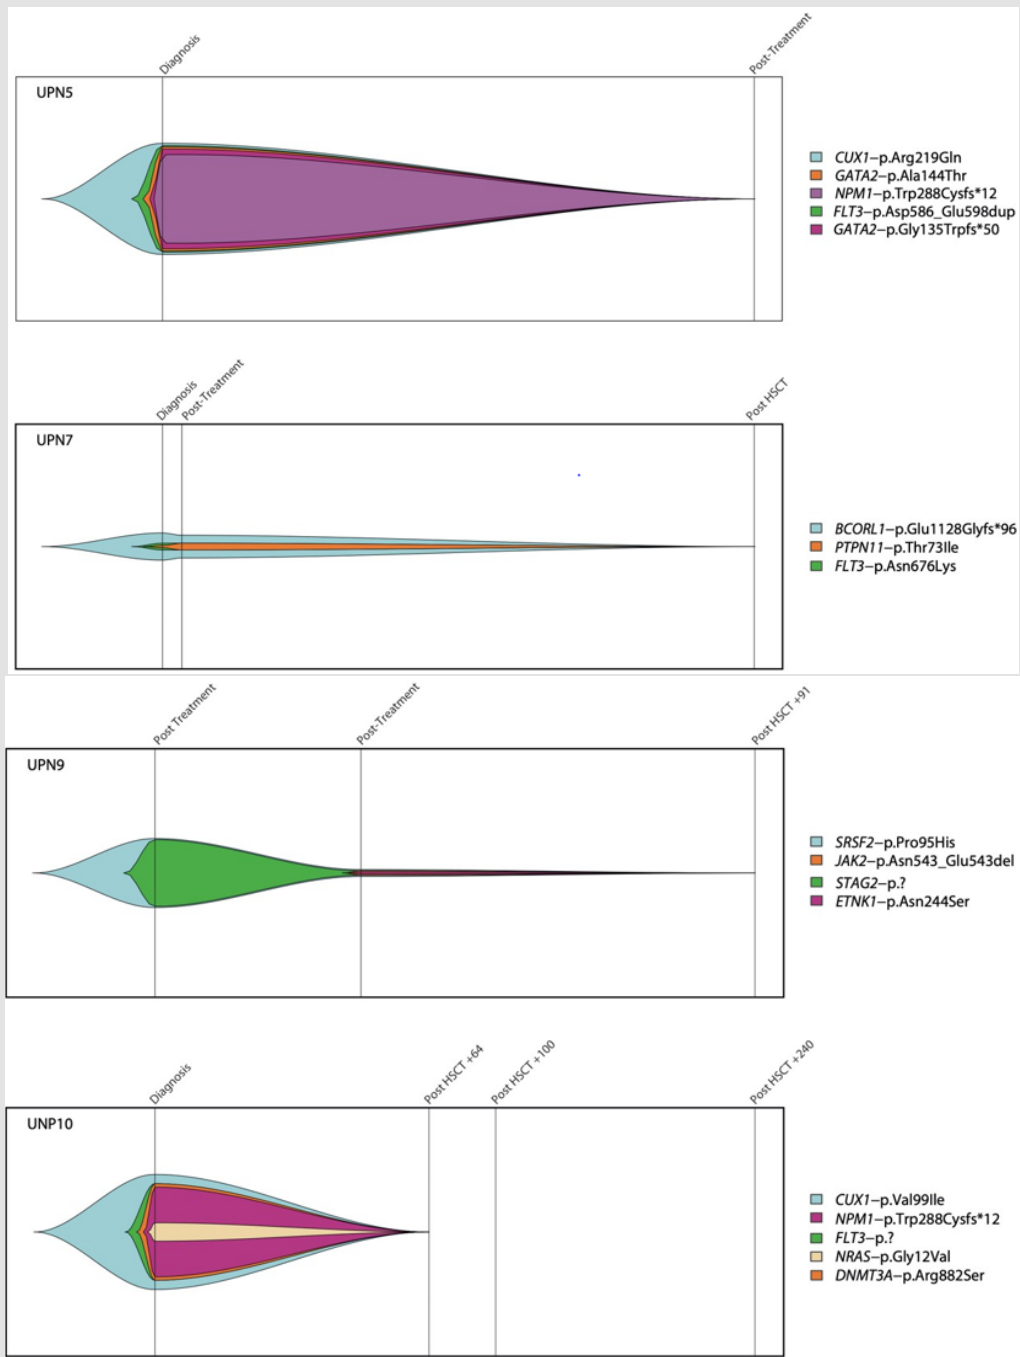 Diagnosis
Post-Treatment
UPN5
CUX1–p.Arg219Gln
GATA2–p.Ala144Thr
NPM1–p.Trp288Cysfs*12
FLT3–p.Asp586_Glu598dup
GATA2–p.Gly135Trpfs*50
Diagnosis
Post-Treatment
Post HSCT
UPN7
BCORL1–p.Glu1128Glyfs*96
PTPN11–p.Thr73Ile
FLT3–p.Asn676Lys
Post Treatment
Post-Treatment
Post HSCT +91
UPN9
SRSF2–p.Pro95His
JAK2–p.Asn543_Glu543del
STAG2–p.?
ETNK1–p.Asn244Ser
Diagnosis
Post HSCT +64
Post HSCT +100
Post HSCT +240
UNP10
CUX1–p.Val99Ile
NPM1–p.Trp288Cysfs*12
FLT3–p.?
NRAS–p.Gly12Val
DNMT3A–p.Arg882Ser